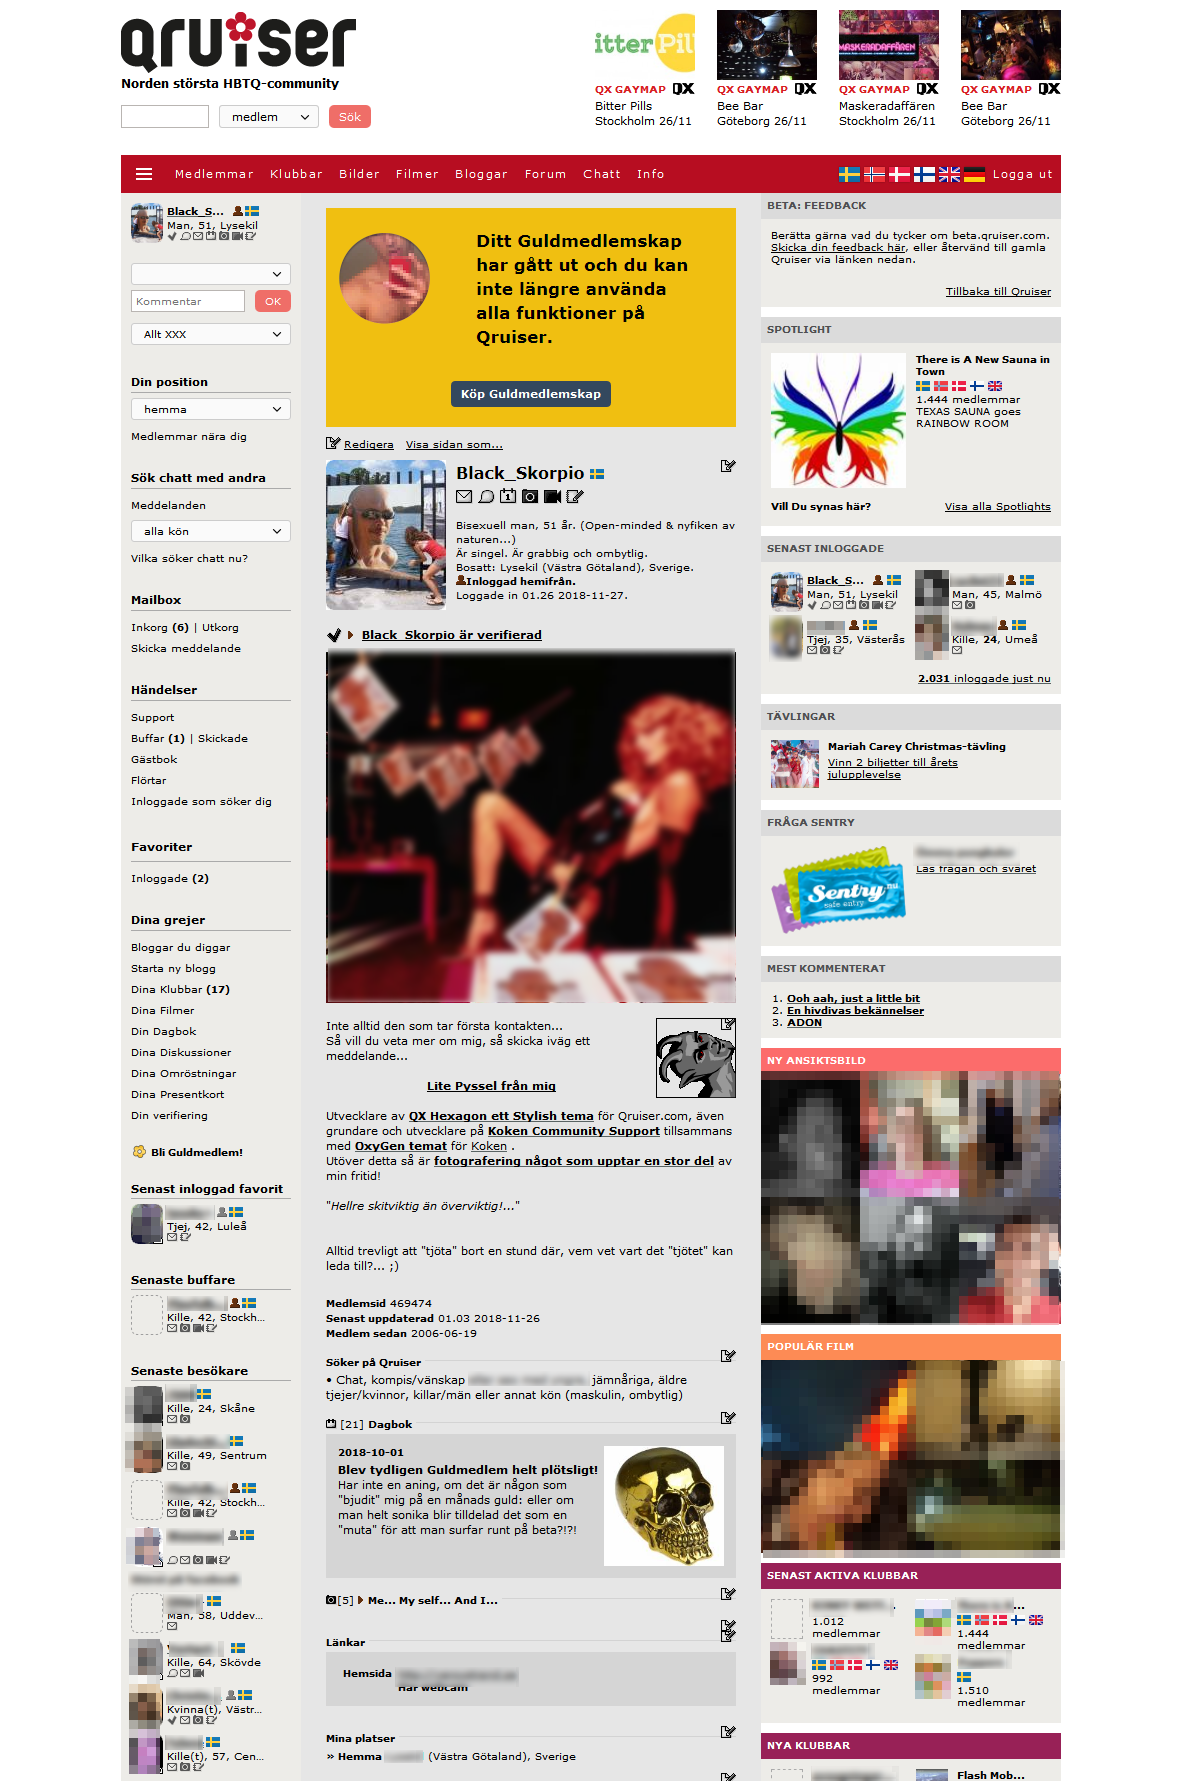 Qruiser
Norden största HBTQ-community
medlem
Sök
itter Pil
MASKERADAFFÄREN
QX GAYMAP QX
Bitter Pills
Stockholm 26/11
QX GAYMAP QX
Bee Bar
Göteborg 26/11
QX GAYMAP QX
Maskeradaffären
Stockholm 26/11
QX GAYMAP QX
Bee Bar
Göteborg 26/11
Medlemmar Klubbar Bilder Filmer Bloggar Forum Chatt Info
Logga ut
Black_S...
Man, 51, Lysekil
Kommentar
OK
Allt XXX
Din position
hemma
Medlemmar nära dig
Sök chatt med andra
Meddelanden
alla kön
Vilka söker chatt nu?
Mailbox
Inkorg (6) | Utkorg
Skicka meddelande
Händelser
Support
Buffar (1) | Skickade
Gästbok
Flörtar
Inloggade som söker dig
Favoriter
Inloggade (2)
Dina grejer
Bloggar du diggar
Starta ny blogg
Dina Klubbar (17)
Dina Filmer
Din Dagbok
Dina Diskussioner
Dina Omröstningar
Dina Presentkort
Din verifiering
Bli Guldmedlem!
Senast inloggad favorit
Tjej, 42, Luleå
Senaste buffare
Kille, 42, Stockh...
Senaste besökare
Kille, 24, Skåne
Kille, 49, Sentrum
Kille, 42, Stockh...
Man, 58, Uddev...
Kille, 64, Skövde
Kvinna(t), Västr...
Kille(t), 57, Cen...
Ditt Guldmedlemskap
har gått ut och du kan
inte längre använda
alla funktioner på
Qruiser.
Köp Guldmedlemskap
Redigera Visa sidan som...
Black_Skorpio
Bisexuell man, 51 år. (Open-minded & nyfiken av
naturen...)
Är singel. Är grabbig och ombytlig.
Bosatt: Lysekil (Västra Götaland), Sverige.
Inloggad hemifrån.
Loggade in 01.26 2018-11-27.
Black_Skorpio är verifierad
Inte alltid den som tar första kontakten...
Så vill du veta mer om mig, så skicka iväg ett
meddelande...
Lite Pyssel från mig
Utvecklare av QX Hexagon ett Stylish tema för Qruiser.com, även
grundare och utvecklare på Koken Community Support tillsammans
med OxyGen temat för Koken .
Utöver detta så är fotografering något som upptar en stor del av
min fritid!
"Hellre skitviktig än överviktig!..."
Alltid trevligt att "tjöta" bort en stund där, vem vet vart det "tjötet" kan
leda till?... ;)
Medlemsid 469474
Senast uppdaterad 01.03 2018-11-26
Medlem sedan 2006-06-19
Söker på Qruiser
• Chat, kompis/vänskap jämnåriga, äldre
tjejer/kvinnor, killar/män eller annat kön (maskulin, ombytlig)
[21] Dagbok
2018-10-01
Blev tydligen Guldmedlem helt plötsligt!
Har inte en aning, om det är någon som
"bjudit" mig på en månads guld: eller om
man helt sonika blir tilldelad det som en
"muta" för att man surfar runt på beta?!?!
[5] Me... My self... And I...
Länkar
Hemsida
Har webcam
Mina platser
» Hemma (Västra Götaland), Sverige
BETA: FEEDBACK
Berätta gärna vad du tycker om beta.qruiser.com.
Skicka din feedback här, eller återvänd till gamla
Qruiser via länken nedan.
Tillbaka till Qruiser
SPOTLIGHT
There is A New Sauna in
Town
1.444 medlemmar
TEXAS SAUNA goes
RAINBOW ROOM
Vill Du synas här?
Visa alla Spotlights
SENAST INLOGGADE
Black_S...
Man, 51, Lysekil
Man, 45, Malmö
Tjej, 35, Västerås
Kille, 24, Umeå
2.031 inloggade just nu
TÄVLINGAR
Mariah Carey Christmas-tävling
Vinn 2 biljetter till årets
julupplevelse
FRÅGA SENTRY
Sentry.nu
safe entry
Läs frågan och svaret
MEST KOMMENTERAT
1. Ooh aah, just a little bit
2. En hivdivas bekännelser
3. ADON
NY ANSIKTSBILD
POPULÄR FILM
SENAST AKTIVA KLUBBAR
1.012
medlemmar
1.444
medlemmar
992
medlemmar
1.510
medlemmar
NYA KLUBBAR
Flash Mob...